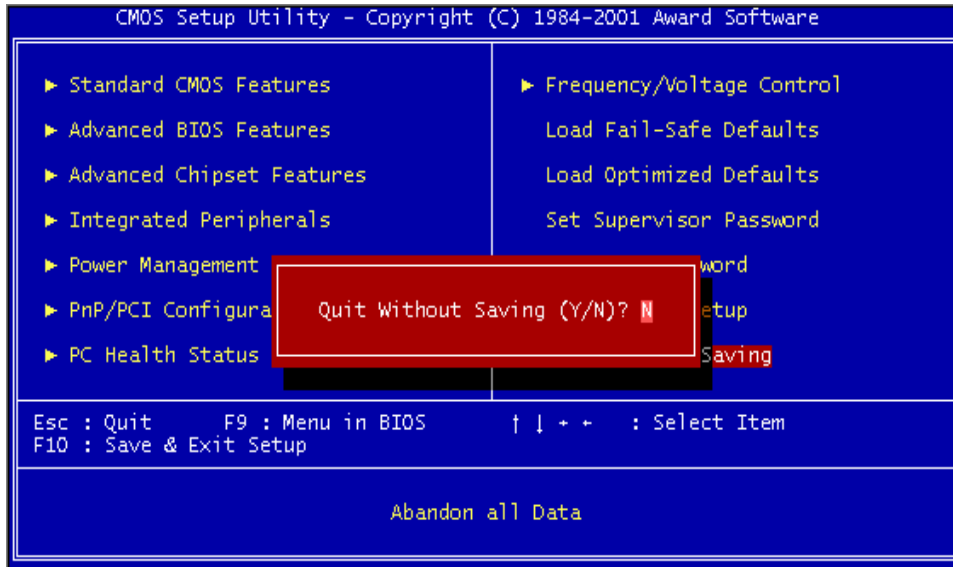 CMOS Setup Utility - Copyright (C) 1984-2001 Award Software
► Standard CMOS Features
► Advanced BIOS Features
► Advanced Chipset Features
► Integrated Peripherals
► Power Management
► PnP/PCI Configura
► PC Health Status
► Frequency/Voltage Control
Load Fail-Safe Defaults
Load Optimized Defaults
Set Supervisor Password
word
etup
Saving
Quit Without Saving (Y/N)? N
Esc : Quit F9 : Menu in BIOS ↑ ↓ → ← : Select Item
F10 : Save & Exit Setup
Abandon all Data